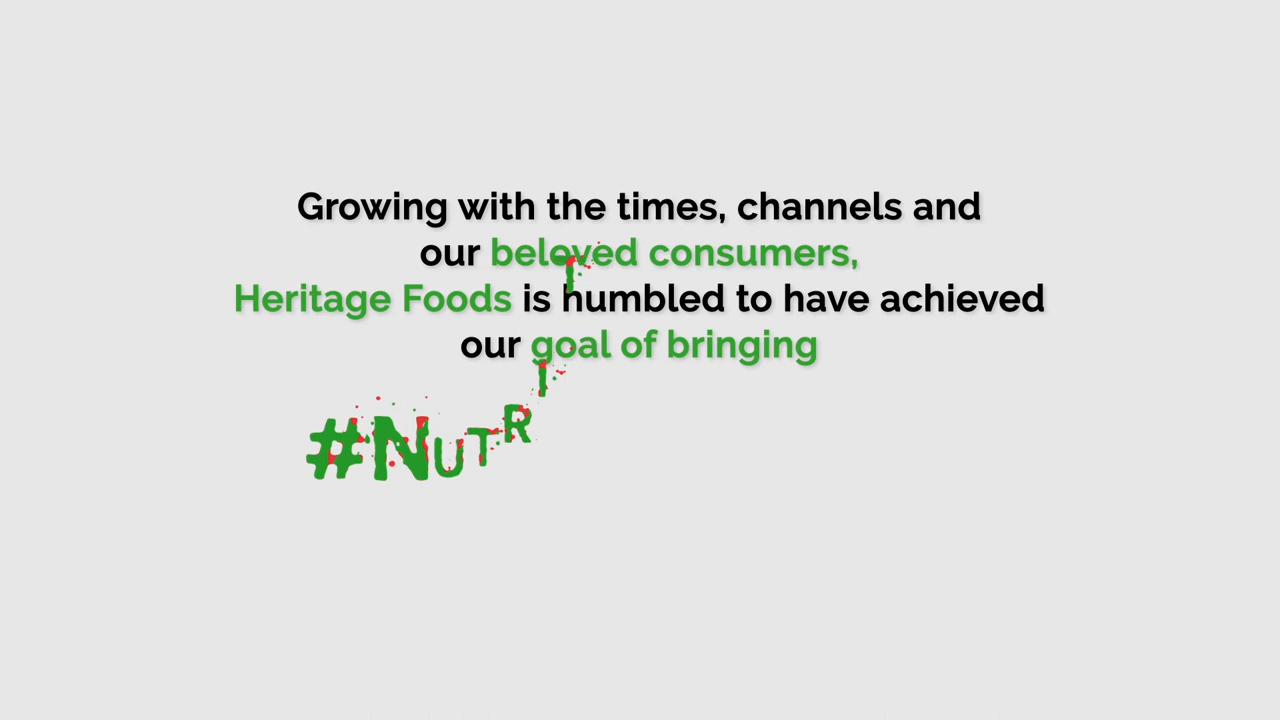 Growing with the times, channels and
our beloved consumers,
Heritage Foods is humbled to have achieved
our goal of bringing
#NUTRI